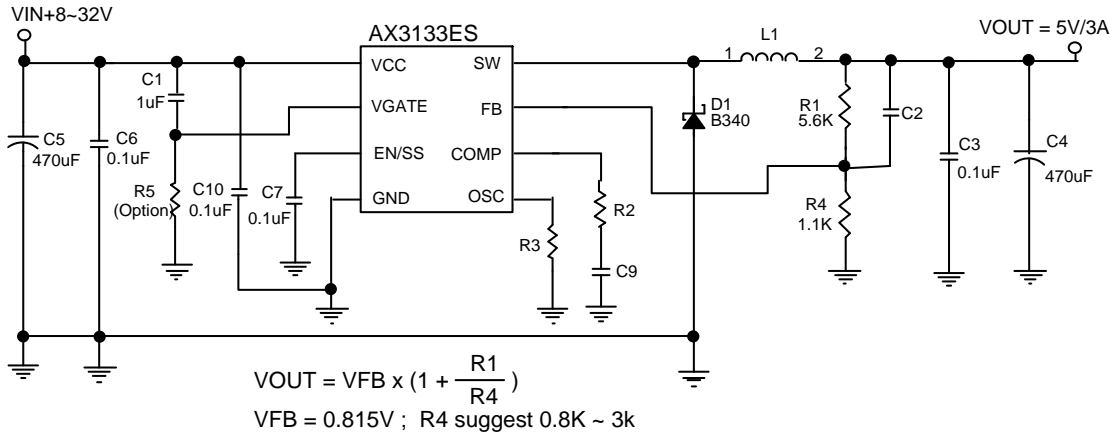 VIN+8~32V
AX3133ES
L1
VOUT = 5V/3A
VCC
SW
1
2
C1
1uF
VGATE
FB
D1
B340
R1
5.6K
C2
C5
470uF
C6
0.1uF
EN/SS
COMP
C3
0.1uF
C4
470uF
R5
(Option)
C10
0.1uF
C7
0.1uF
GND
OSC
R2
R4
1.1K
R3
C9
VOUT = VFB x (1 + R1/R4 )
VFB = 0.815V ; R4 suggest 0.8K ~ 3k